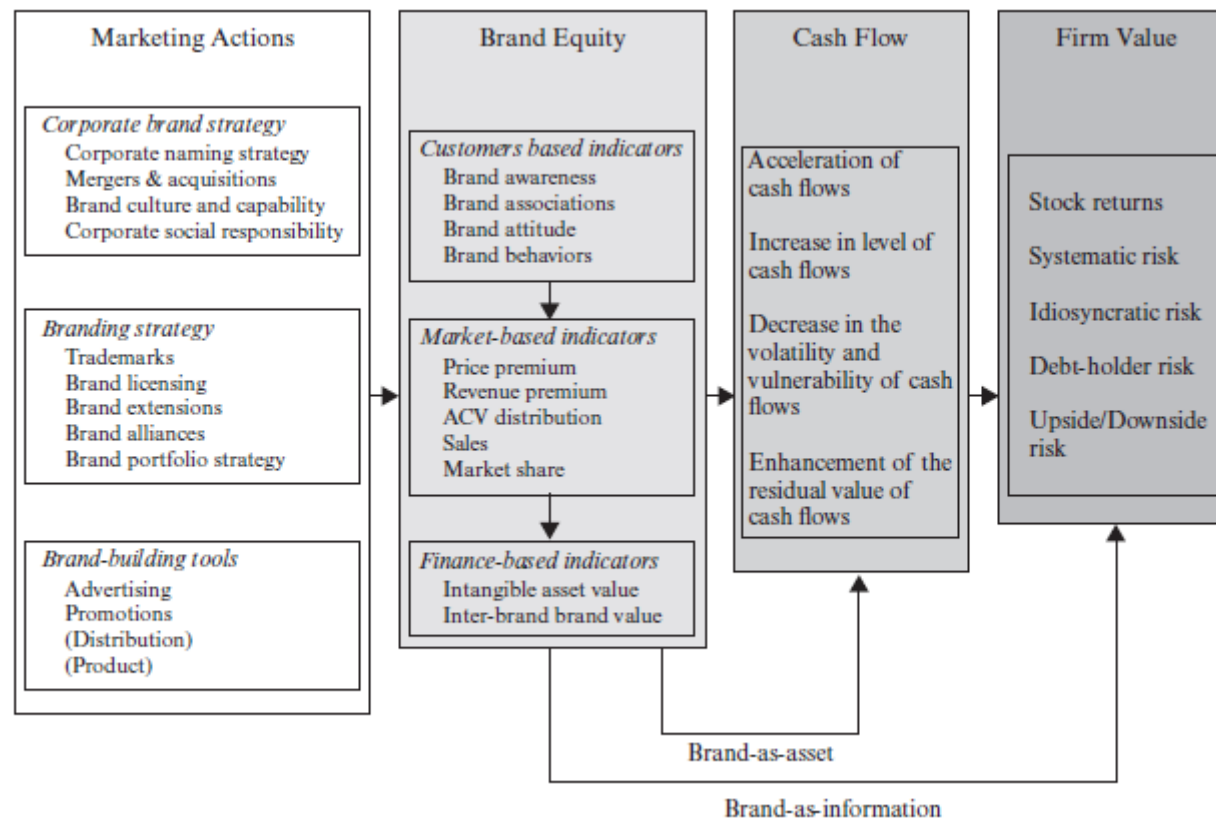 Marketing Actions
Corporate brand strategy
Corporate naming strategy
Mergers & acquisitions
Brand culture and capability
Corporate social responsibility
Branding strategy
Trademarks
Brand licensing
Brand extensions
Brand alliances
Brand portfolio strategy
Brand-building tools
Advertising
Promotions
(Distribution)
(Product)
Brand Equity
Customers based indicators
Brand awareness
Brand associations
Brand attitude
Brand behaviors
Market-based indicators
Price premium
Revenue premium
ACV distribution
Sales
Market share
Finance-based indicators
Intangible asset value
Inter-brand brand value
Cash Flow
Acceleration of
cash flows
Increase in level of
cash flows
Decrease in the
volatility and
vulnerability of cash
flows
Enhancement of the
residual value of
cash flows
Firm Value
Stock returns
Systematic risk
Idiosyncratic risk
Debt-holder risk
Upside/Downside
risk
Brand-as-asset
Brand-as-information